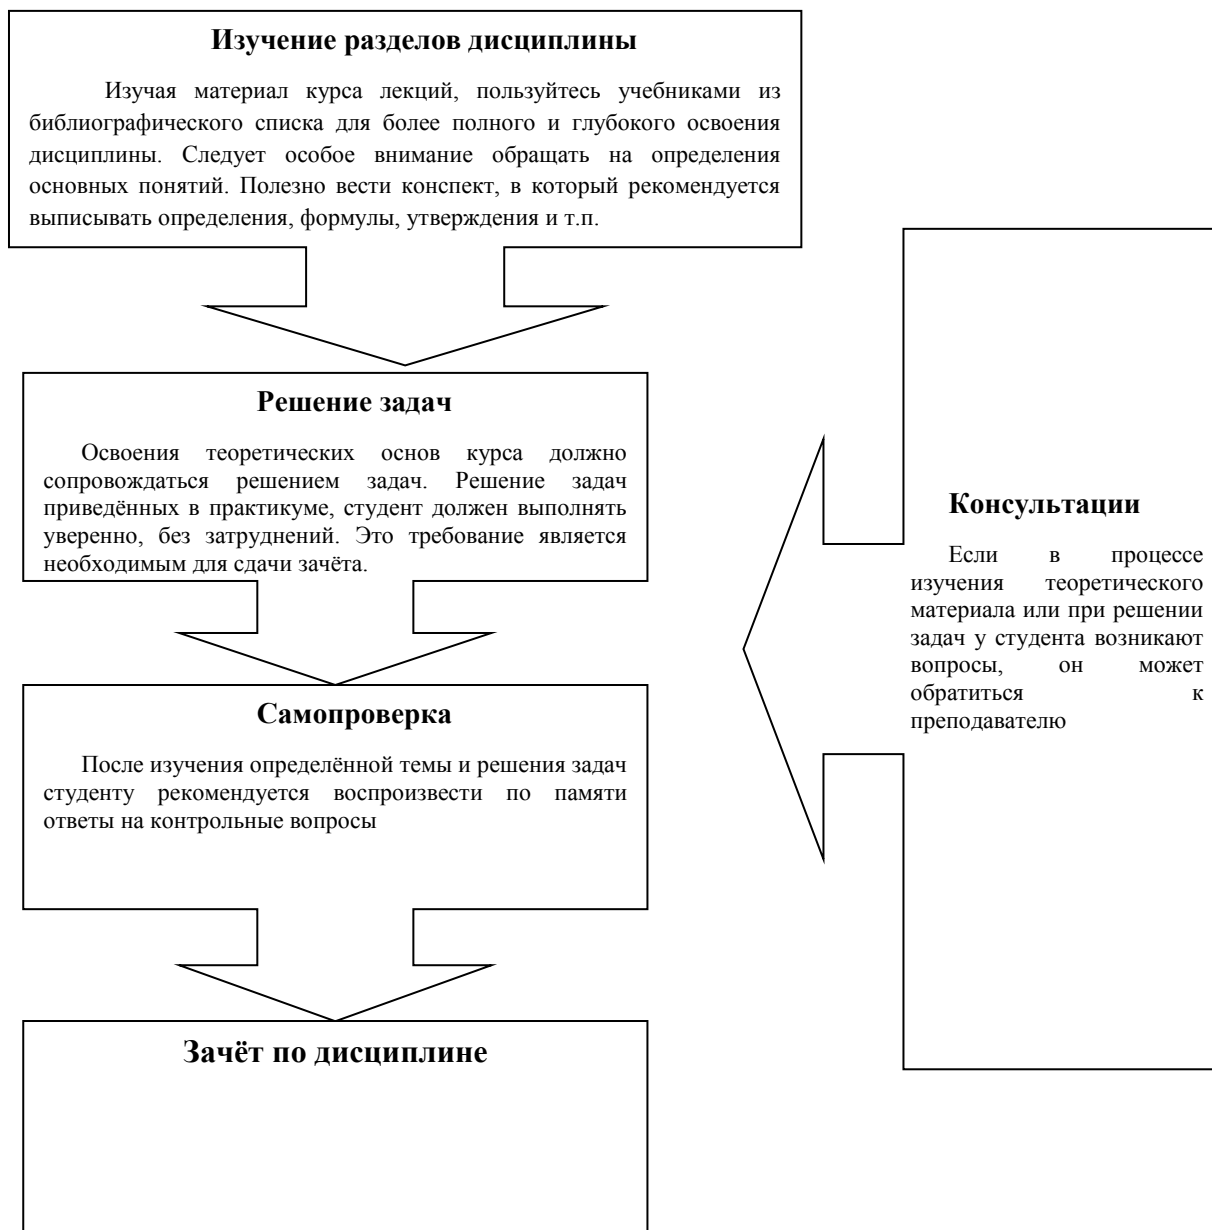 Изучение разделов дисциплины
Изучая материал курса лекций, пользуйтесь учебниками из
библиографического списка для более полного и глубокого освоения
дисциплины. Следует особое внимание обращать на определения
основных понятий. Полезно вести конспект, в который рекомендуется
выписывать определения, формулы, утверждения и т.п.
Решение задач
Освоения теоретических основ курса должно
сопровождаться решением задач. Решение задач
приведённых в практикуме, студент должен выполнять
уверенно, без затруднений. Это требование является
необходимым для сдачи зачёта.
Самопроверка
После изучения определённой темы и решения задач
студенту рекомендуется воспроизвести по памяти
ответы на контрольные вопросы
Зачёт по дисциплине
Консультации
Если в процессе
изучения теоретического
материала или при решении
задач у студента возникают
вопросы, он может
обратиться к
преподавателю